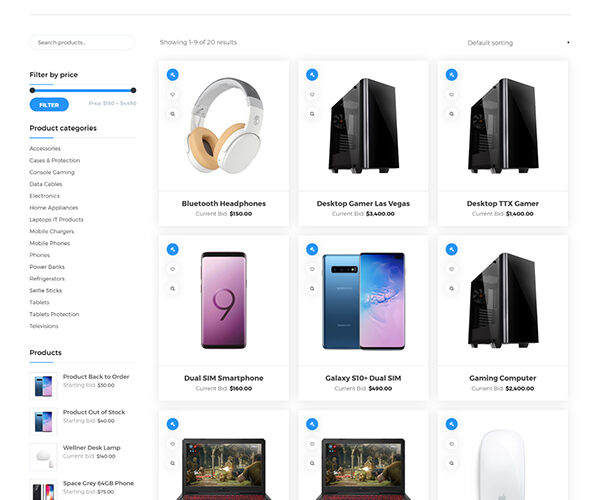 Search products..
Showing 1-9 of 20 results
Default sorting
Filter by price
FILTER
Price: $150 — $4,450
Product categories
Accessories
Cases & Protection
Console Gaming
Data Cables
Electronics
Home Appliances
Laptops IT Products
Mobile Chargers
Mobile Phones
Phones
Power Banks
Refrigerators
Selfie Sticks
Tablets
Tablets Protection
Televisions
Products
Product Back to Order
Starting bid: $50.00
Product Out of Stock
Starting bid: $40.00
Wellner Desk Lamp
Current Bid: $140.00
Space Grey 64GB Phone
Starting bid: $75.00
Bluetooth Headphones
Current Bid: $150.00
Desktop Gamer Las Vegas
Current Bid: $3,400.00
Desktop TTX Gamer
Current Bid: $1,400.00
9
Dual SIM Smartphone
Current Bid: $160.00
Galaxy S10+ Dual SIM
Current Bid: $490.00
Gaming Computer
Current Bid: $2,400.00